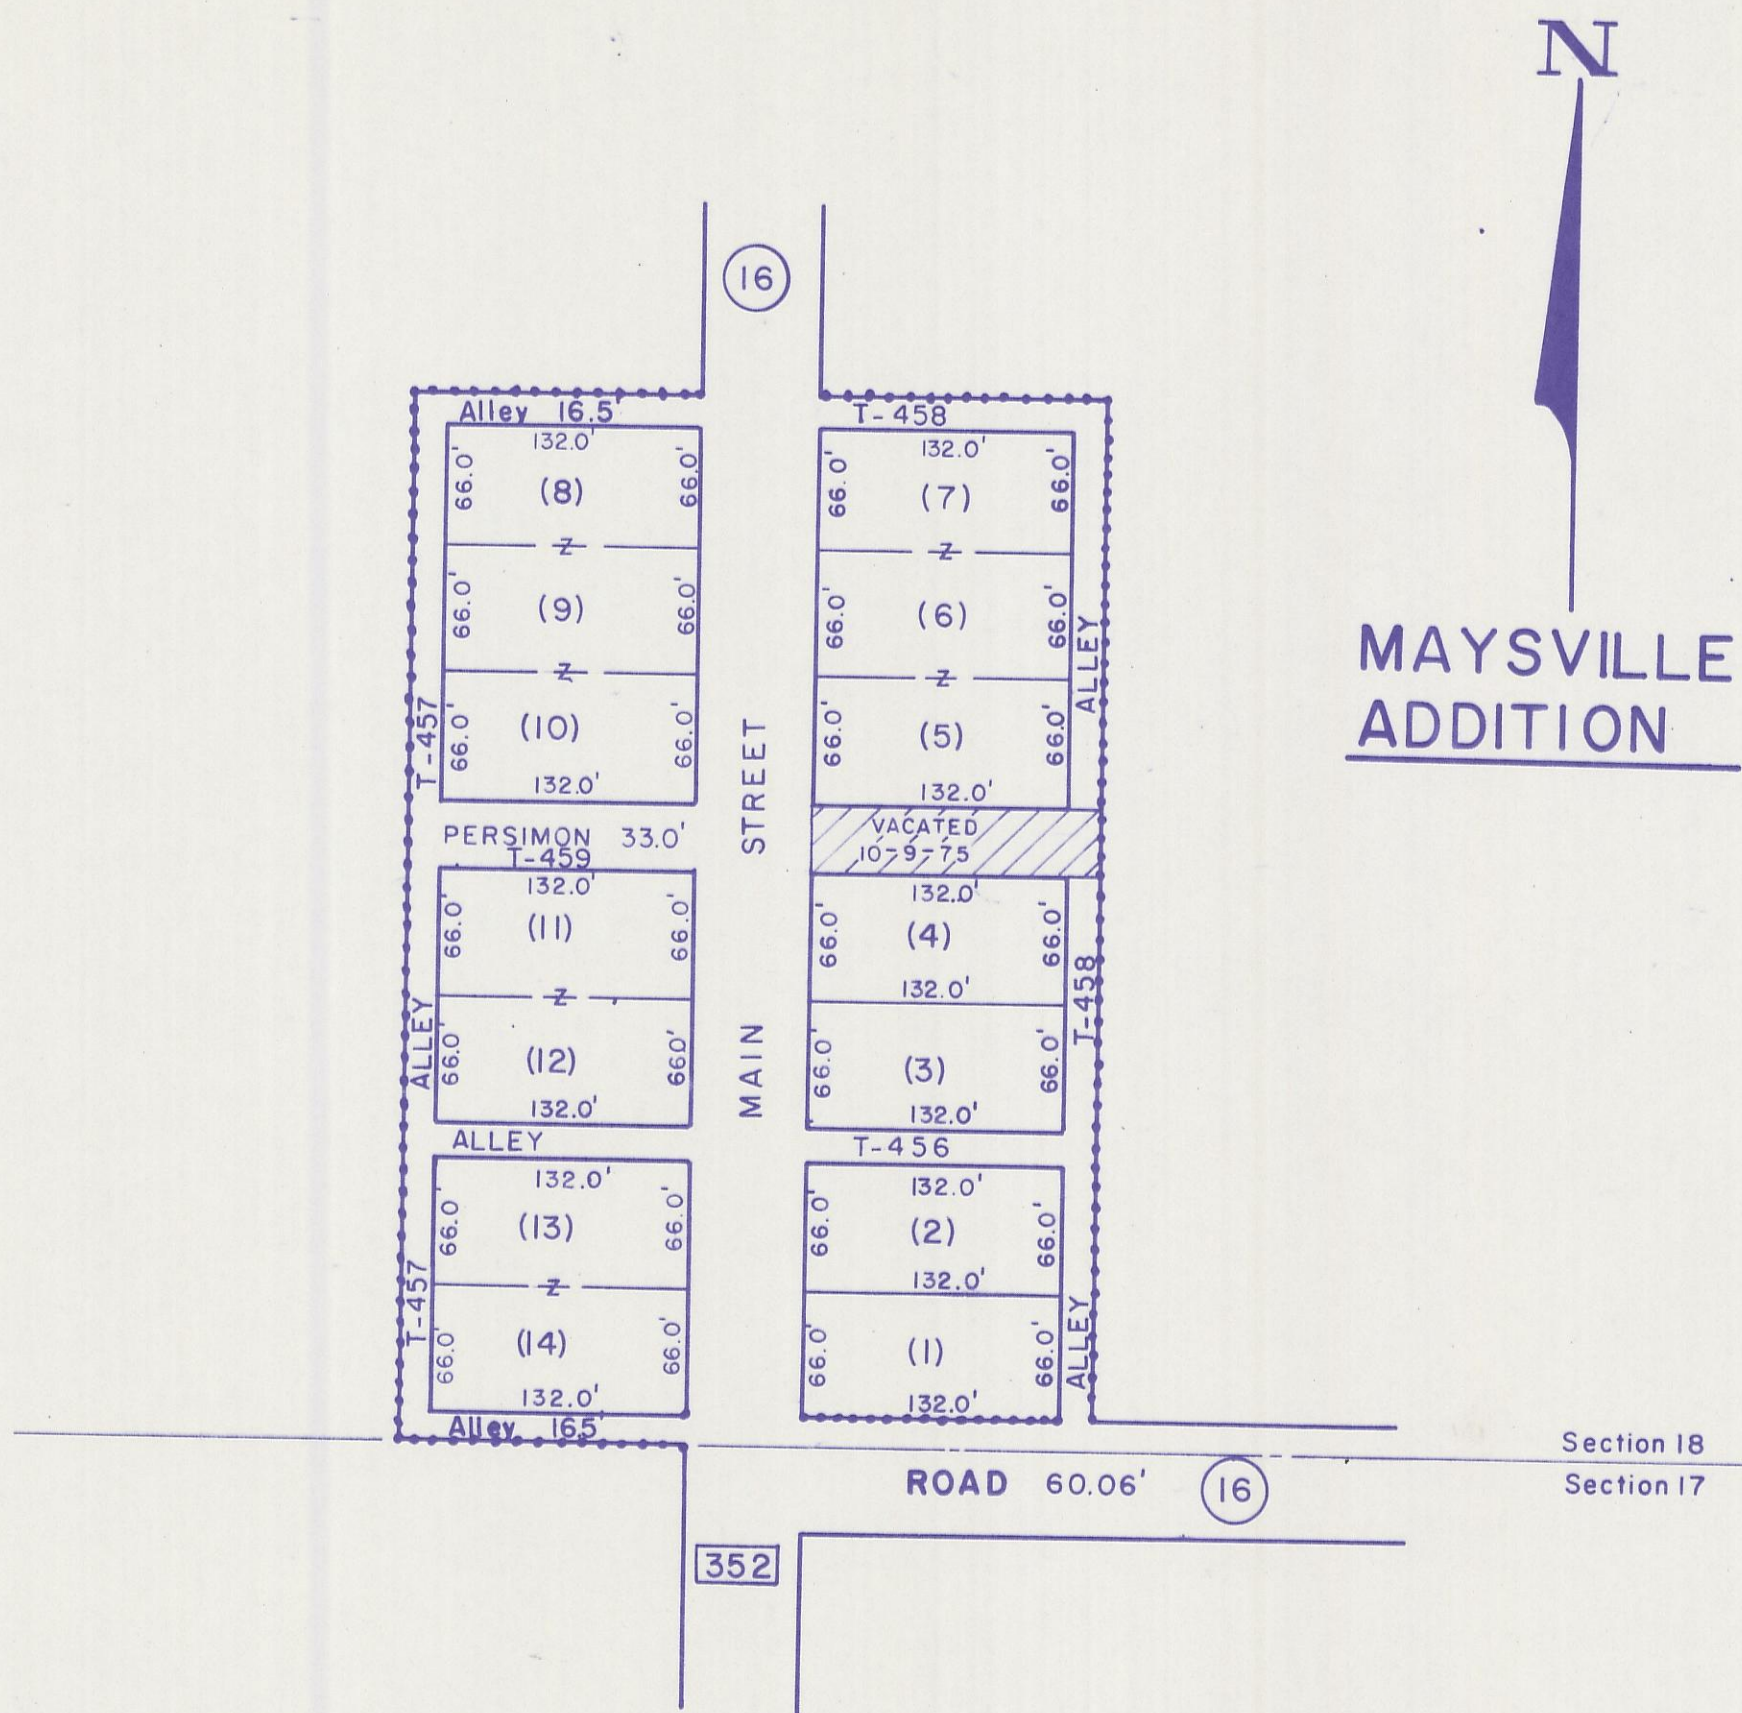 N
16
Alley 16.5'
T-458
132.0'
132.0'
66.0'
(8)
66.0'
66.0'
(7)
66.0'
Z
Z
66.0'
(9)
66.0'
66.0'
(6)
66.0'
ALLEY
MAYSVILLE
ADDITION
Z
Z
T-457
66.0'
(10)
66.0'
66.0'
(5)
66.0'
132.0'
132.0'
STREET
PERSIMON 33.0'
T-459
VACATED
10-9-75
132.0'
132.0'
66.0'
(11)
66.0'
66.0'
(4)
66.0'
132.0'
T-458
Z
ALLEY
66.0'
(12)
660'
MAIN
66.0'
(3)
66.0'
132.0'
132.0'
ALLEY
T-456
132.0'
132.0'
66.0'
(13)
66.0'
66.0'
(2)
66.0'
132.0'
Z
T-457
66.0'
(14)
66.0'
66.0'
(1)
66.0'
ALLEY
132.0'
132.0'
Alley 16.5'
Section 18
ROAD 60.06'
16
Section 17
352